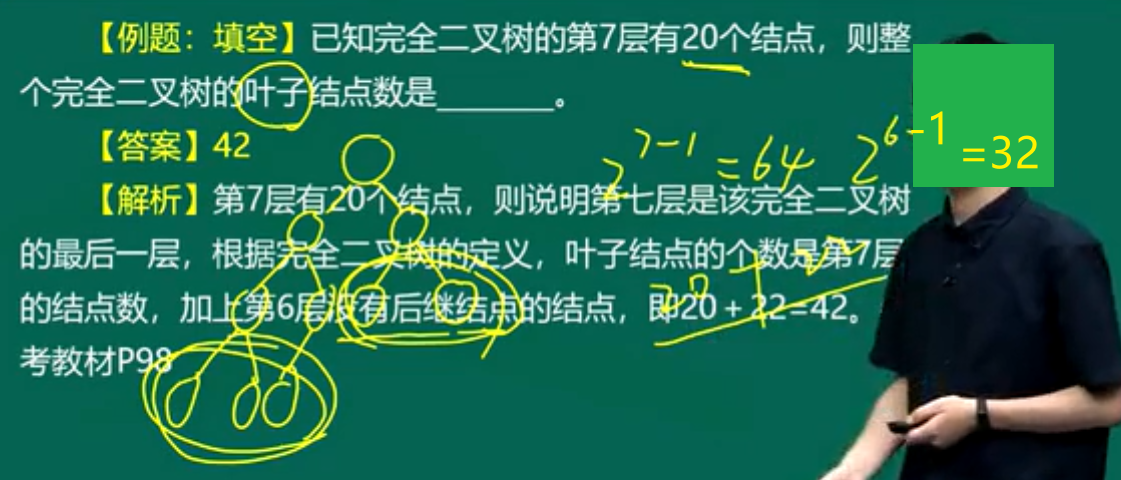 【例题：填空】已知完全二叉树的第7层有20个结点，则整
个完全二叉树的叶子结点数是______。
【答案】42
2^7-1 =64 2^6-1 =32
【解析】第7层有20个结点，则说明第七层是该完全二叉树
的最后一层，根据完全二叉树的定义，叶子结点的个数是第7层
的结点数，加上第6层没有后继结点的结点，即20＋22=42。
20+22
考教材P98